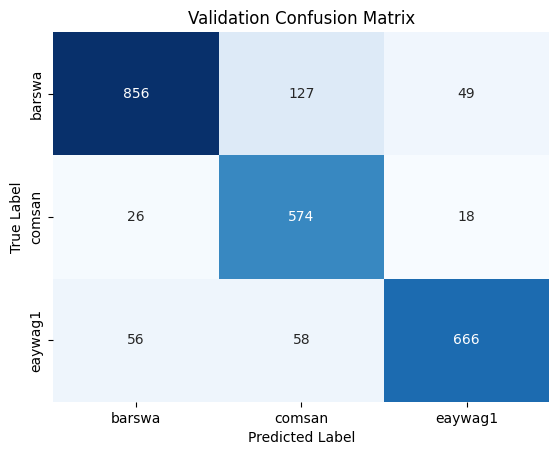 Validation Confusion Matrix
True Label
barswa
856 127 49
comsan
26 574 18
eaywag1
56 58 666
barswa comsan eaywag1
Predicted Label